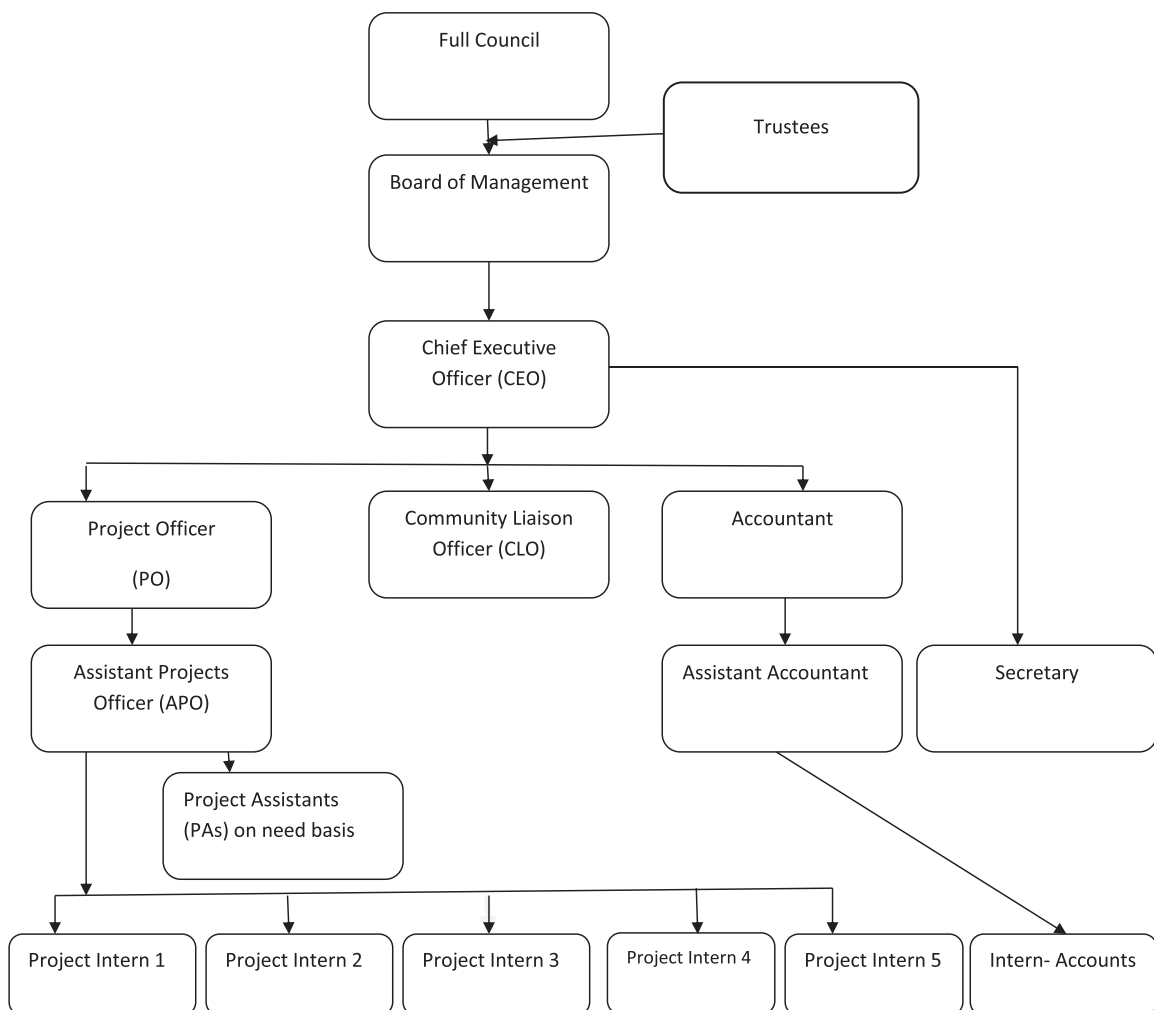 Full Council
Trustees
Board of Management
Chief Executive
Officer (CEO)
Project Officer
(PO)
Community Liaison
Officer (CLO)
Accountant
Assistant Projects
Officer (APO)
Assistant Accountant
Secretary
Project Assistants
(PAs) on need basis
Project Intern 1
Project Intern 2
Project Intern 3
Project Intern 4
Project Intern 5
Intern- Accounts